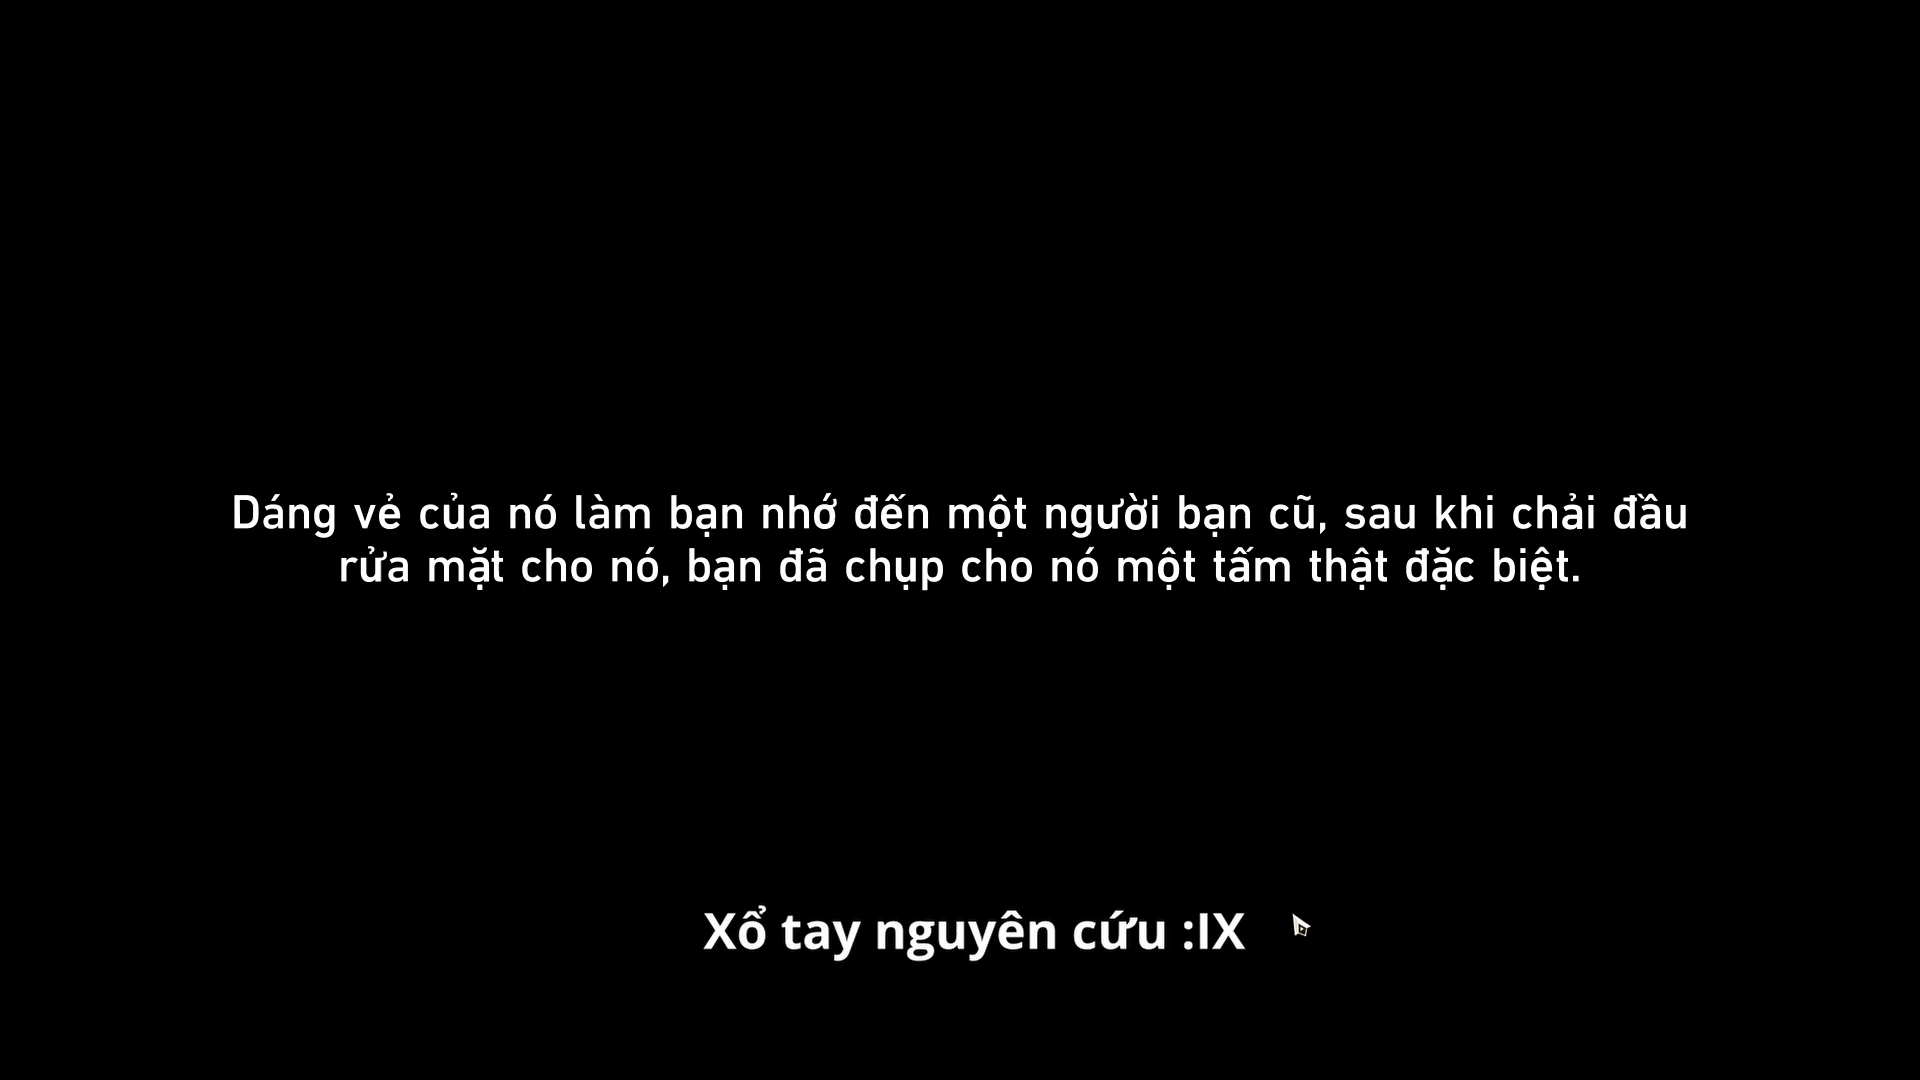 Dáng vẻ của nó làm bạn nhớ đến một người bạn cũ, sau khi chải đầu
rửa mặt cho nó, bạn đã chụp cho nó một tấm thật đặc biệt.
Xổ tay nguyên cứu :IX